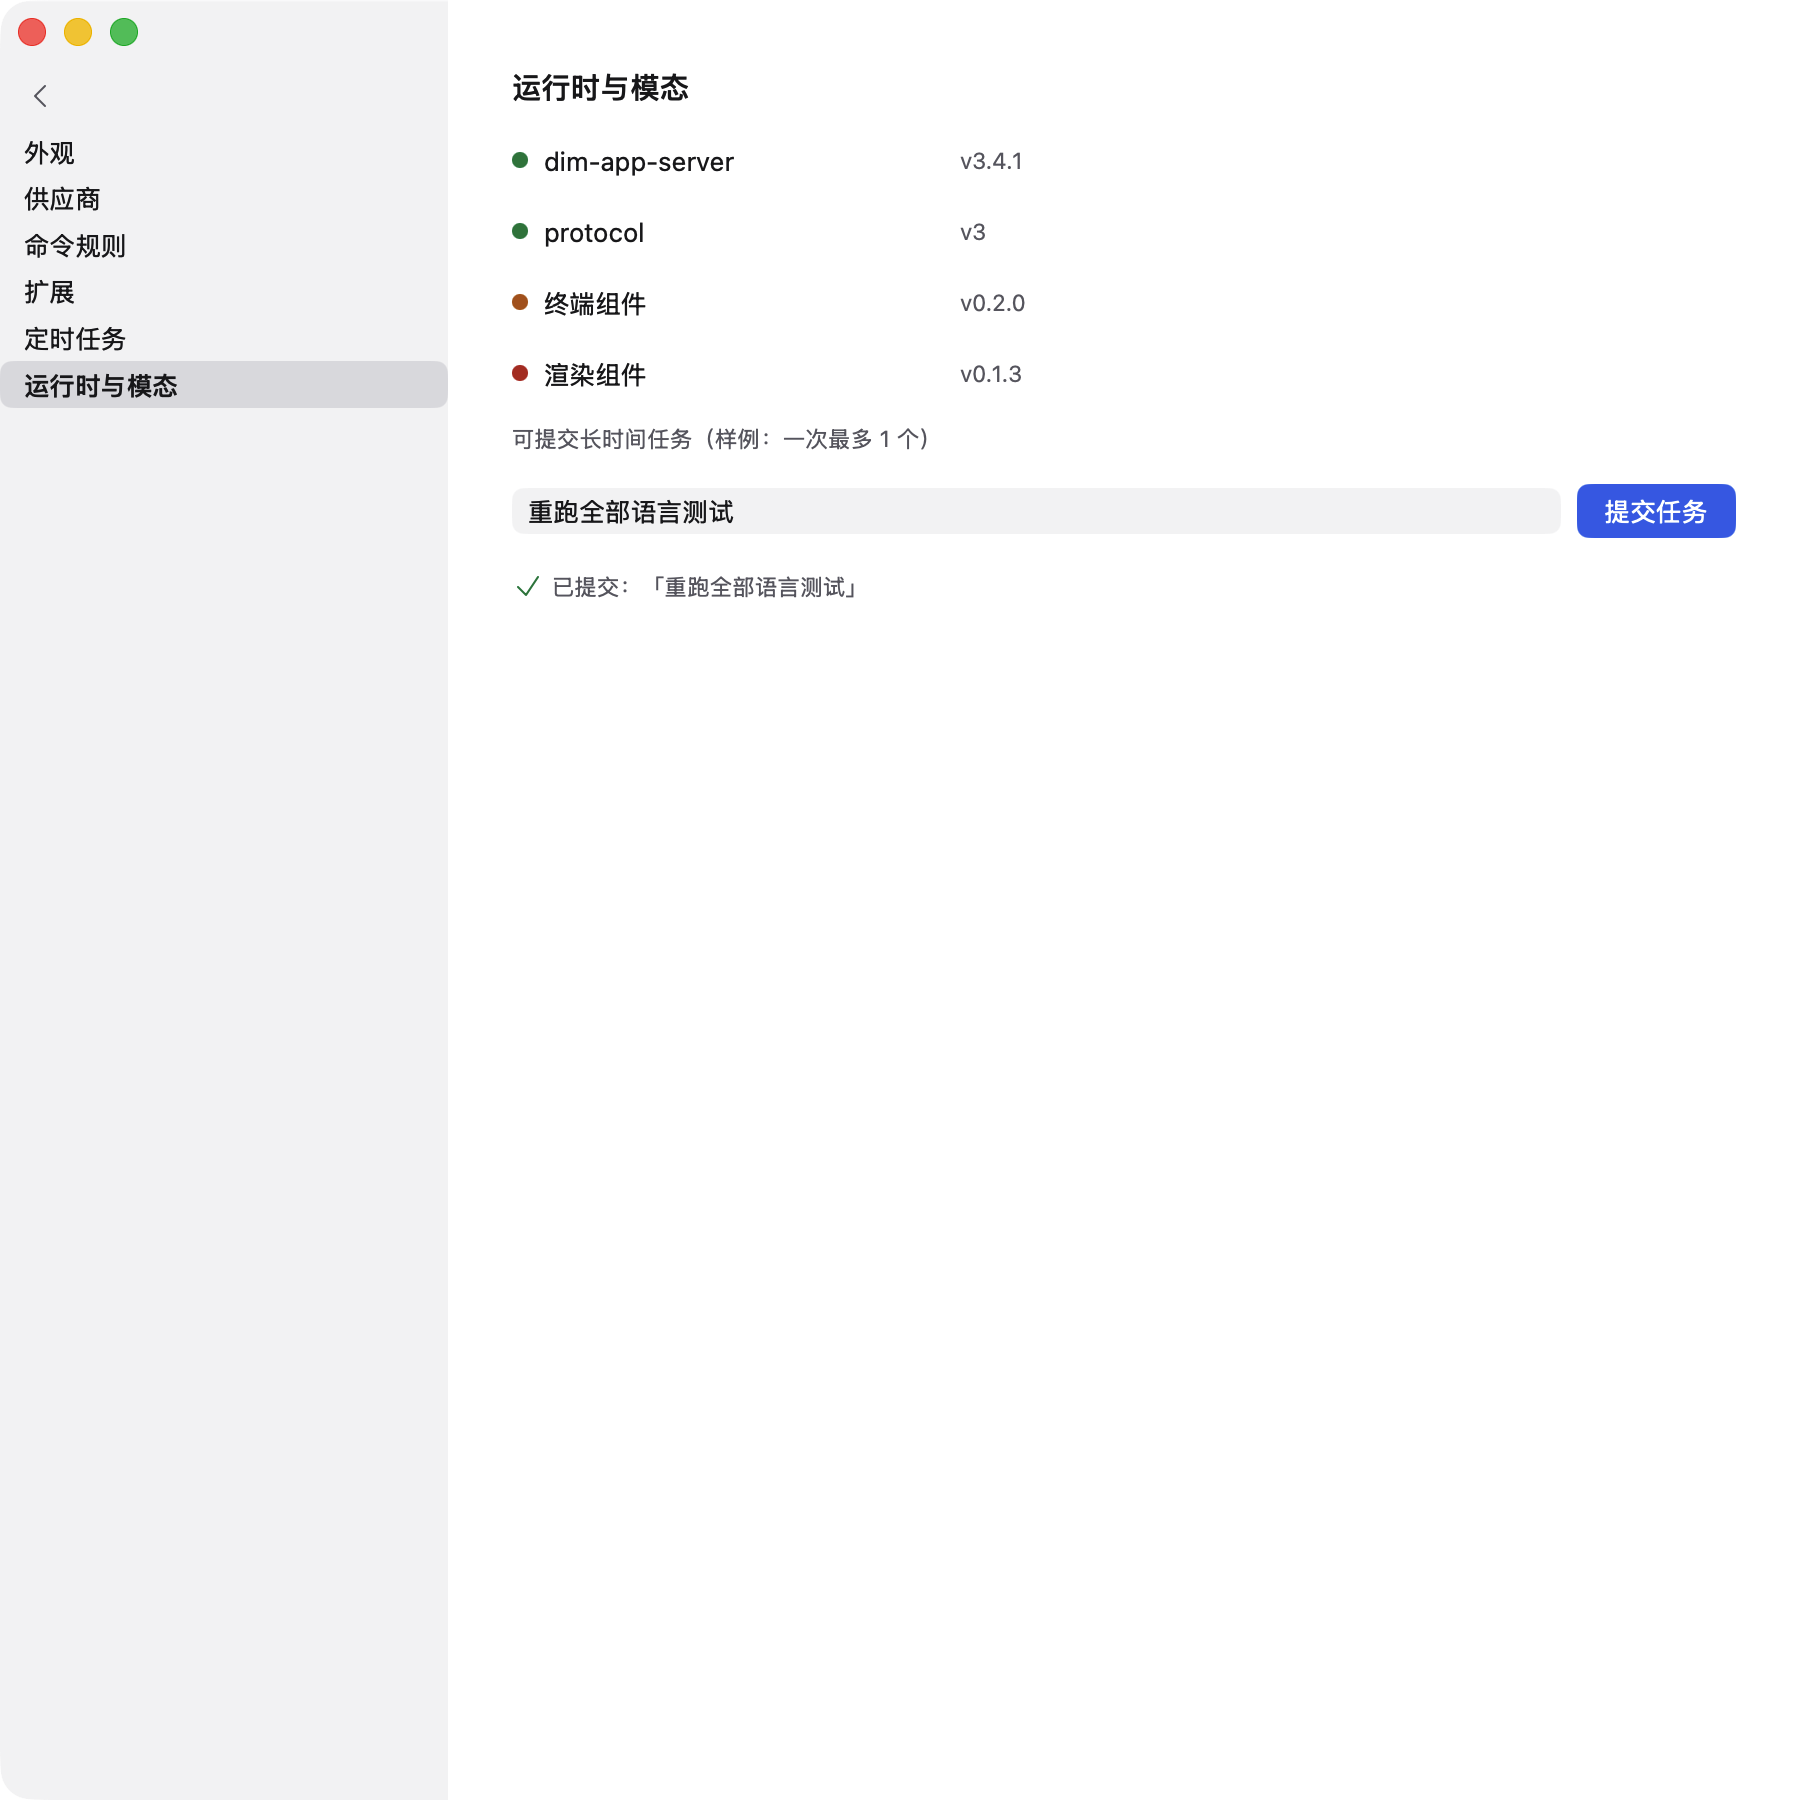 外观
供应商
命令规则
扩展
定时任务
运行时与模态
运行时与模态
dim-app-server v3.4.1
protocol v3
终端组件 v0.2.0
渲染组件 v0.1.3
可提交长时间任务（样例：一次最多 1 个）
重跑全部语言测试 提交任务
已提交：「重跑全部语言测试」